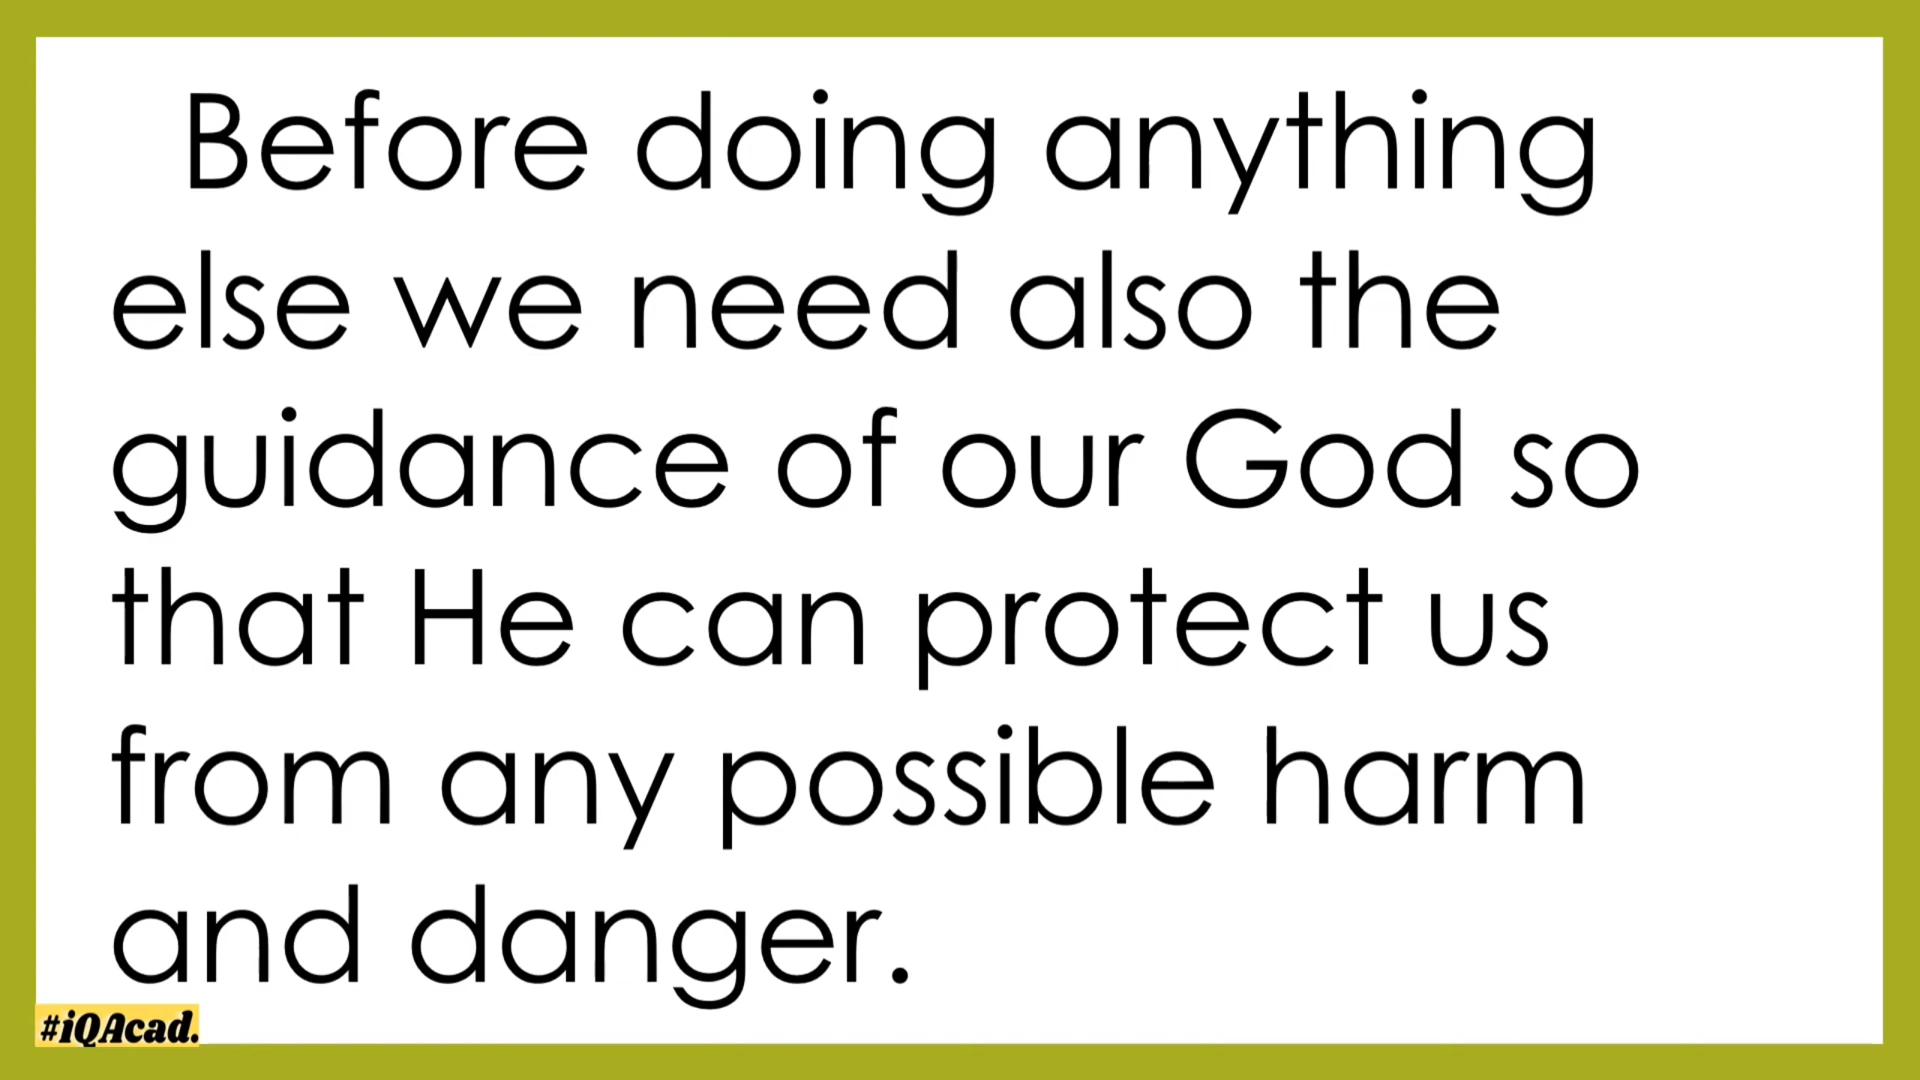 Before doing anything
else we need also the
guidance of our God so
that He can protect us
from any possible harm
and danger.
#iQAcad.